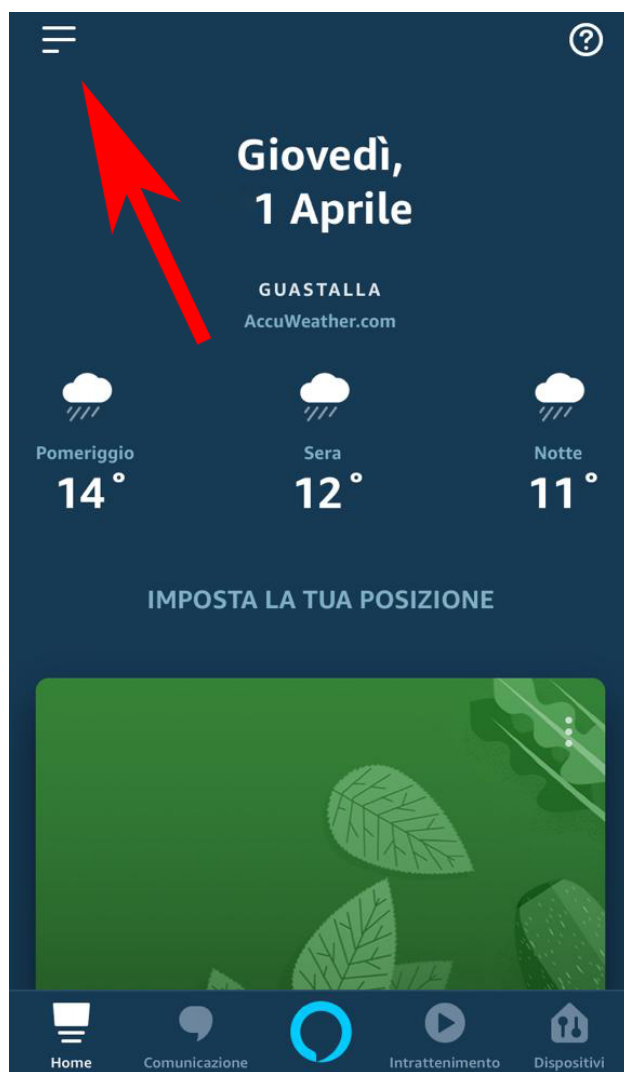 Giovedì,
1 Aprile
GUASTALLA
AccuWeather.com
Pomeriggio Sera Notte
14° 12° 11°
IMPOSTA LA TUA POSIZIONE
Home Comunicazione Intrattenimento Dispositivi